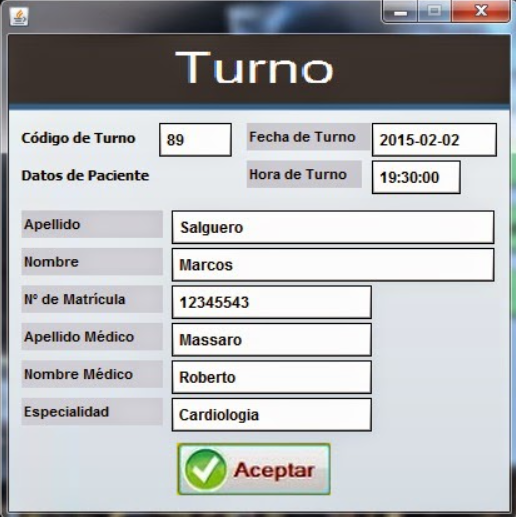 Turno
Código de Turno 89 Fecha de Turno 2015-02-02
Datos de Paciente Hora de Turno 19:30:00
Apellido Salguero
Nombre Marcos
Nº de Matrícula 12345543
Apellido Médico Massaro
Nombre Médico Roberto
Especialidad Cardiologia
Aceptar